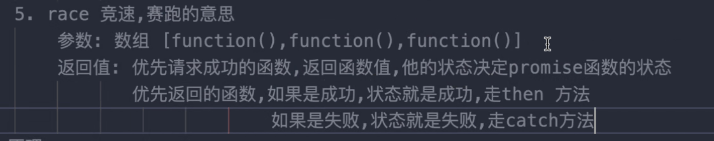 5. race 竞速,赛跑的意思
参数: 数组 [function(),function(),function()]
返回值: 优先请求成功的函数,返回函数值,他的状态决定promise函数的状态
优先返回的函数,如果是成功,状态就是成功,走then 方法
如果是失败,状态就是失败,走catch方法